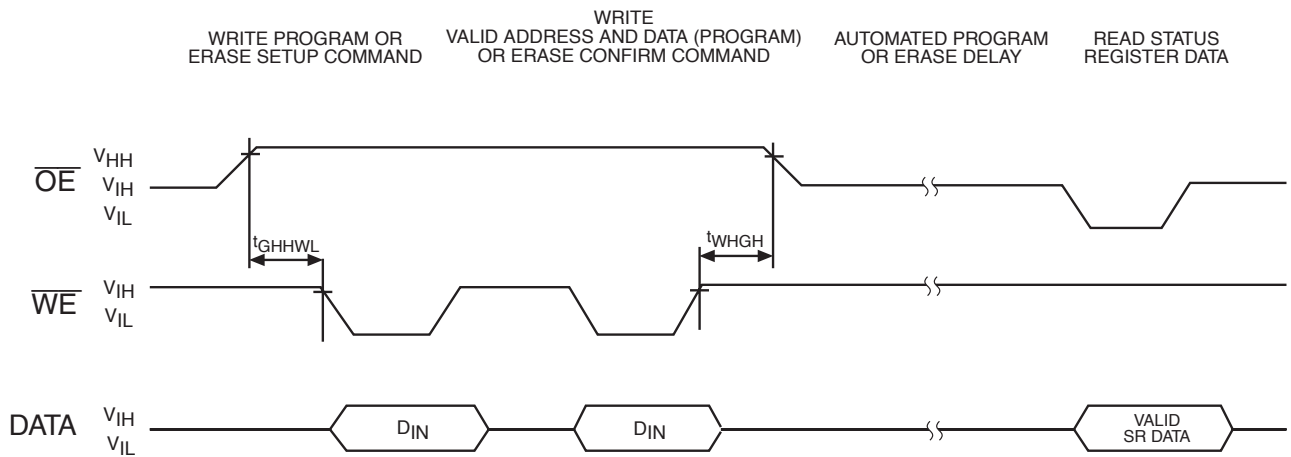 WRITE PROGRAM OR
ERASE SETUP COMMAND
WRITE
VALID ADDRESS AND DATA (PROGRAM)
OR ERASE CONFIRM COMMAND
AUTOMATED PROGRAM
OR ERASE DELAY
READ STATUS
REGISTER DATA
OE
VHH
VIH
VIL
tGHHWL
tWHGH
WE
VIH
VIL
DATA
VIH
VIL
DIN
DIN
VALID
SR DATA